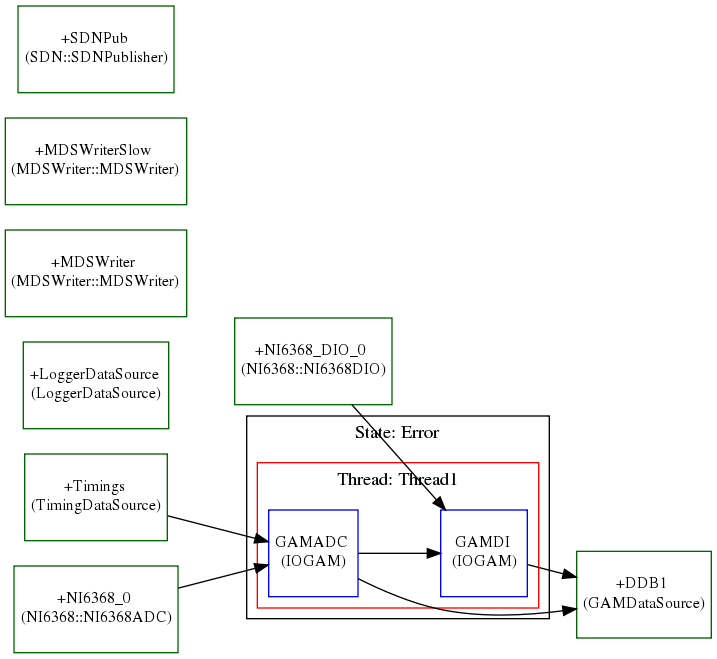 +SDNPub
(SDN::SDNPublisher)
+MDSWriterSlow
(MDSWriter::MDSWriter)
+MDSWriter
(MDSWriter::MDSWriter)
+LoggerDataSource
(LoggerDataSource)
+Timings
(TimingDataSource)
+NI6368_0
(NI6368::NI6368ADC)
+NI6368_DIO_0
(NI6368::NI6368DIO)
State: Error
Thread: Thread1
GAMADC
(IOGAM)
GAMDI
(IOGAM)
+DDB1
(GAMDataSource)